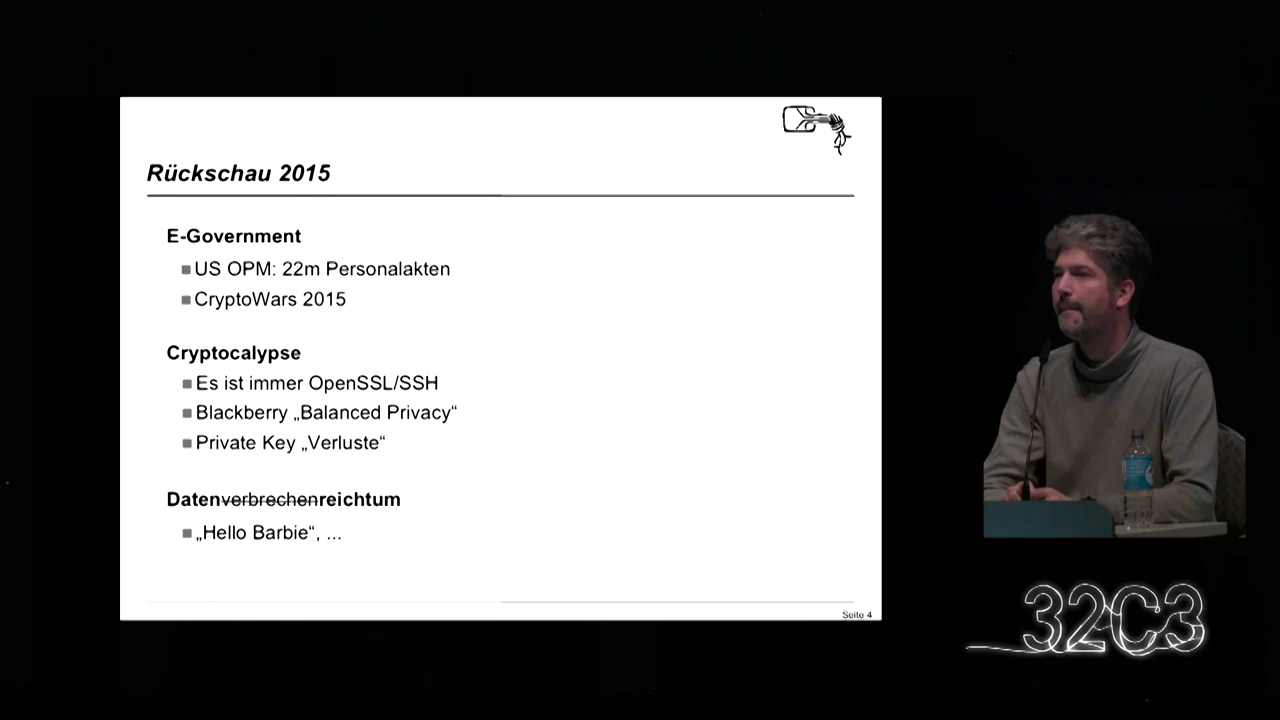 Rückschau 2015
E-Government
US OPM: 22m Personalakten
CryptoWars 2015
Cryptocalypse
Es ist immer OpenSSL/SSH
Blackberry „Balanced Privacy“
Private Key „Verluste“
Datenverbrechenreichtum
„Hello Barbie“, ...
Seite 4
32C3